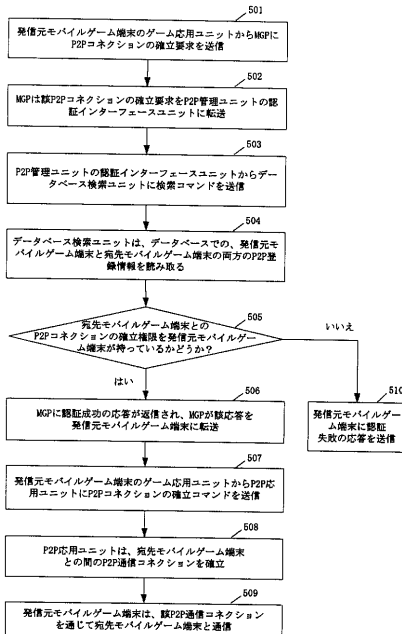 501
発信元モバイルゲーム端末のゲーム応用ユニットからMGPに
P2Pコネクションの確立要求を送信
502
MGPは該P2Pコネクションの確立要求をP2P管理ユニットの認
証インターフェースユニットに転送
503
P2P管理ユニットの認証インターフェースユニットからデー
タベース検索ユニットに検索コマンドを送信
504
データベース検索ユニットは、データベースでの、発信元モ
バイルゲーム端末と宛先モバイルゲーム端末の両方のP2P登
録情報を読み取る
505
宛先モバイルゲーム端末との
P2Pコネクションの確立権限を発信元モバイルゲー
ム端末が持っているかどうか?
いいえ
はい
506
MGPに認証成功の応答が返信され、MGPが該応答を
発信元モバイルゲーム端末に転送
510
発信元モバイルゲー
ム端末に認証
失敗の応答を送信
507
発信元モバイルゲーム端末のゲーム応用ユニットからP2P応
用ユニットにP2Pコネクションの確立コマンドを送信
508
P2P応用ユニットは、宛先モバイルゲーム端末
との間のP2P通信コネクションを確立
509
発信元モバイルゲーム端末は、該P2P通信コネクション
を通じて宛先モバイルゲーム端末と通信